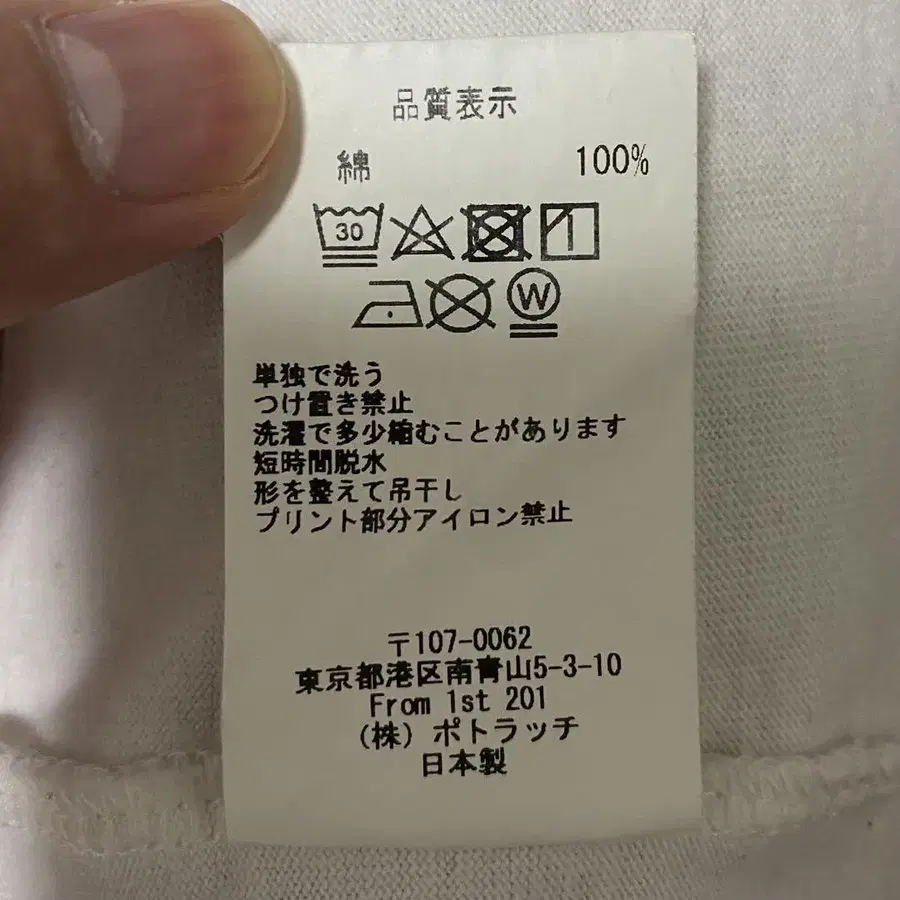 品質表示
綿 100%
30
W
単独で洗う
つけ置き禁止
洗濯で多少縮むことがあります
短時間脱水
形を整えて吊干し
プリント部分アイロン禁止
〒107-0062
東京都港区南青山5-3-10
From 1st 201
(株) ポトラッチ
日本製